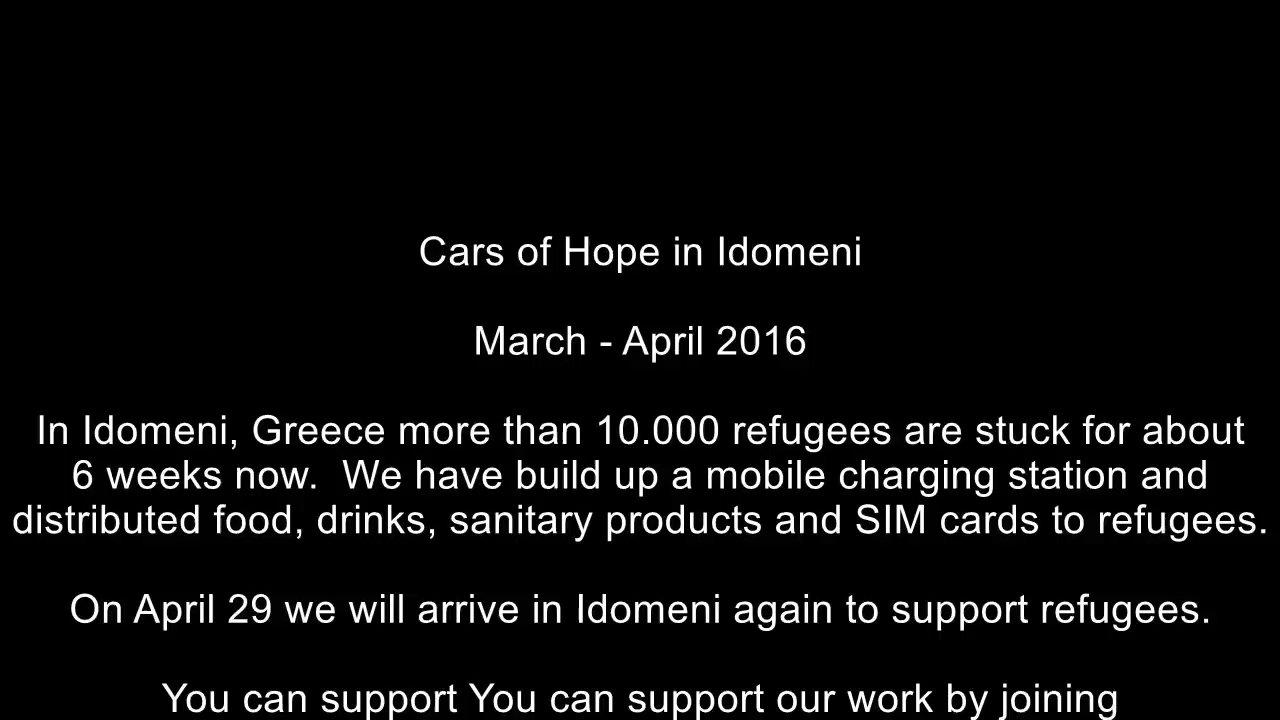 Cars of Hope in Idomeni
March - April 2016
In Idomeni, Greece more than 10.000 refugees are stuck for about
6 weeks now.  We have build up a mobile charging station and
distributed food, drinks, sanitary products and SIM cards to refugees.
On April 29 we will arrive in Idomeni again to support refugees.
You can support You can support our work by joining